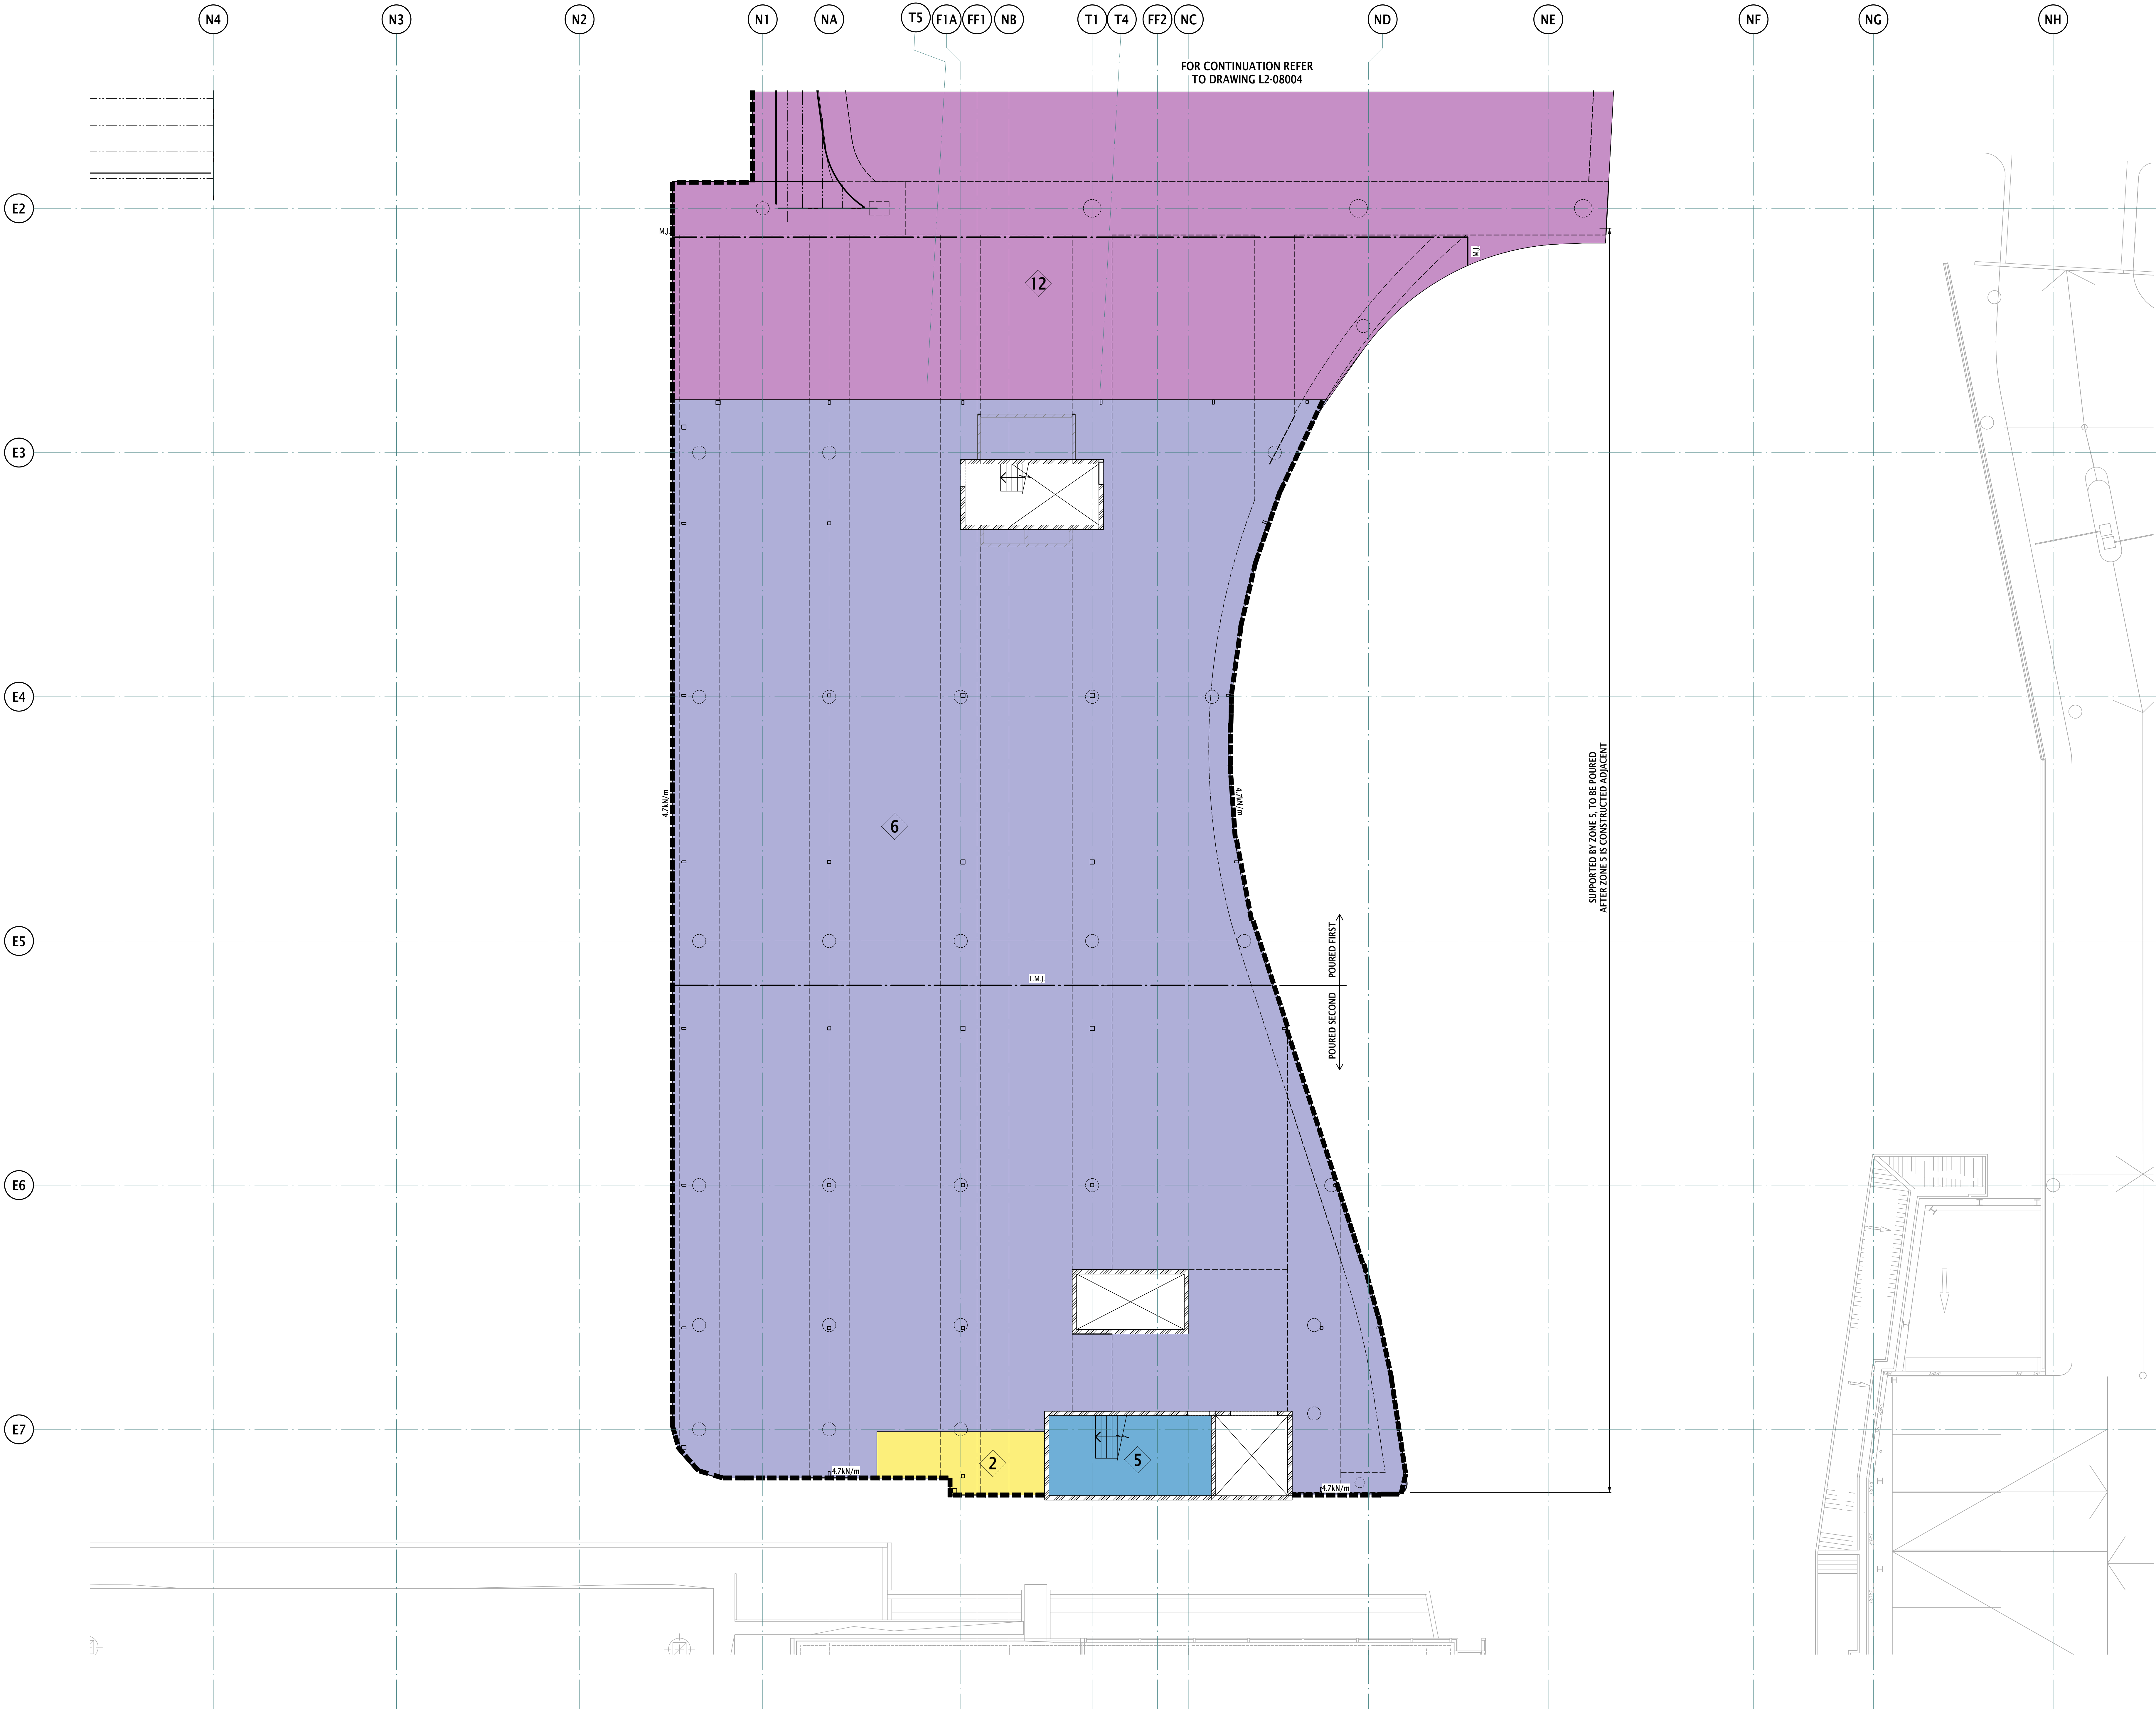 N4
N3
N2
N1
NA
T5
F1A
FF1
NB
T1
T4
FF2
NC
ND
NE
NF
NG
NH
FOR CONTINUATION REFER
TO DRAWING L2-08004
E2
M.J.
M.J.
12
E3
E4
4.7kN/m
4.7kN/m
6
SUPPORTED BY ZONE 5, TO BE POURED
AFTER ZONE 5 IS CONSTRUCTED ADJACENT
E5
POURED FIRST
T.M.J.
POURED SECOND
E6
E7
2
5
4.7kN/m
4.7kN/m